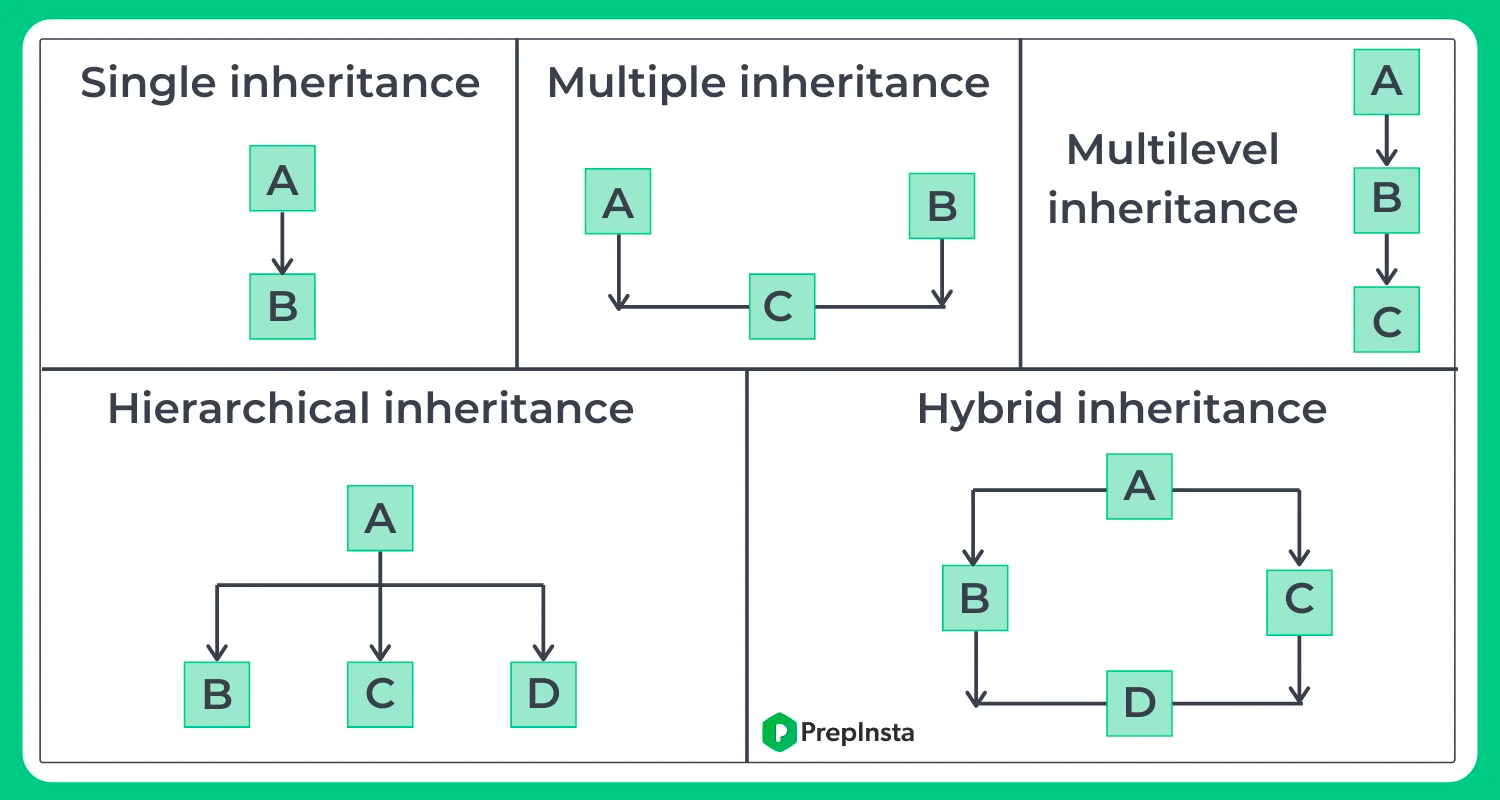 Single inheritance
A
B
Multiple inheritance
A
B
C
Multilevel
inheritance
A
B
C
Hierarchical inheritance
A
B C D
Hybrid inheritance
A
B
C
D
PrepInsta